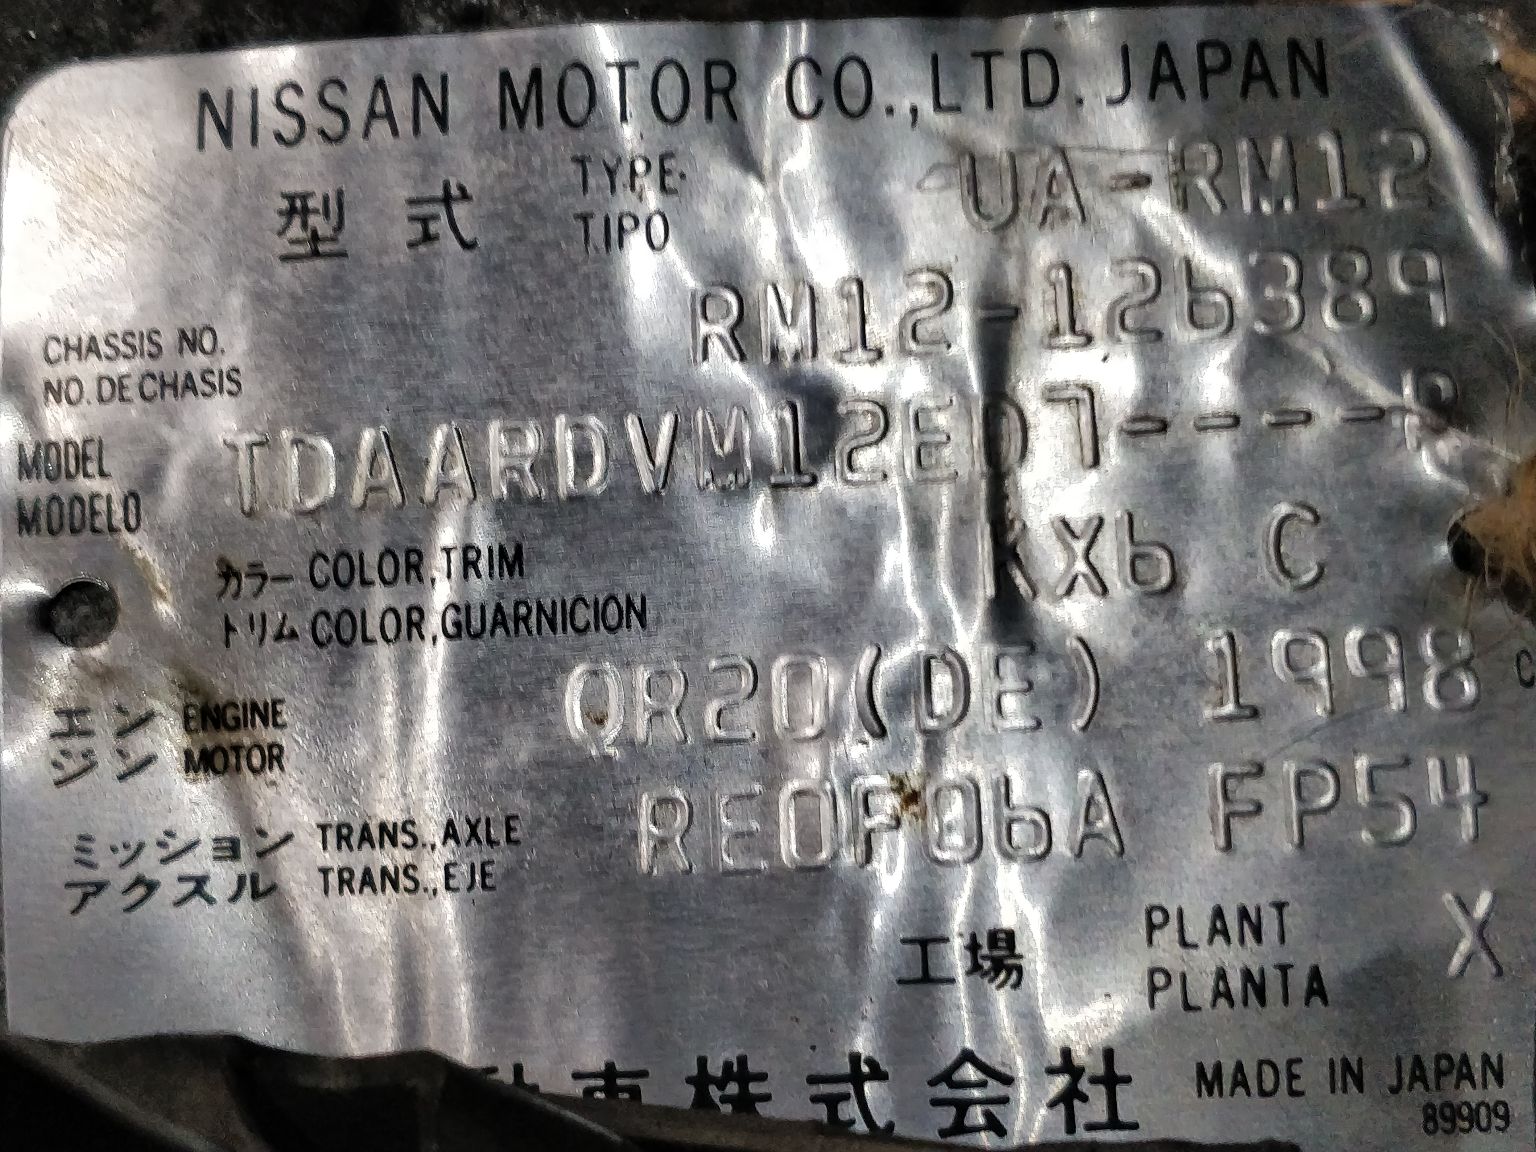 NISSAN MOTOR CO.,LTD. JAPAN
型式 TYPE TIPO UA-RM12
CHASSIS NO. NO. DE CHASIS RM12-126389
MODEL MODELO TDAARDVM12ED7----R
カラー COLOR,TRIM KX6 C
トリム COLOR,GUARNICION
エンジン ENGINE MOTOR QR20(DE) 1998 C
ミッション TRANS.,AXLE RE0F06A FP54
アクスル TRANS.,EJE
工場 PLANT PLANTA X
車株式会社 MADE IN JAPAN
89909